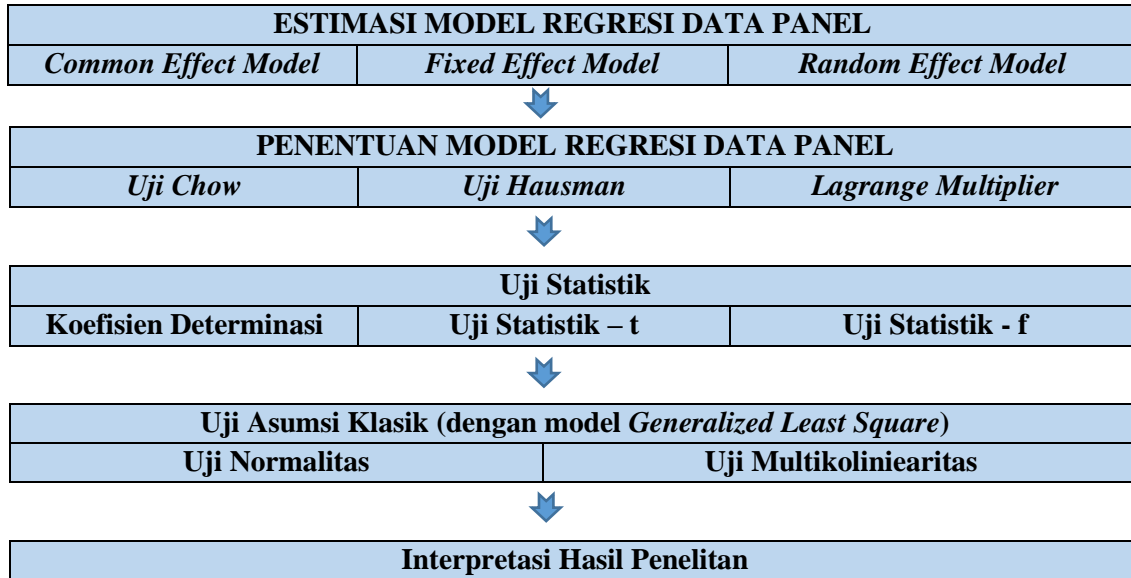 ESTIMASI MODEL REGRESI DATA PANEL
Common Effect Model Fixed Effect Model Random Effect Model
PENENTUAN MODEL REGRESI DATA PANEL
Uji Chow Uji Hausman Lagrange Multiplier
Uji Statistik
Koefisien Determinasi Uji Statistik – t Uji Statistik - f
Uji Asumsi Klasik (dengan model Generalized Least Square)
Uji Normalitas Uji Multikoliniearitas
Interpretasi Hasil Penelitan